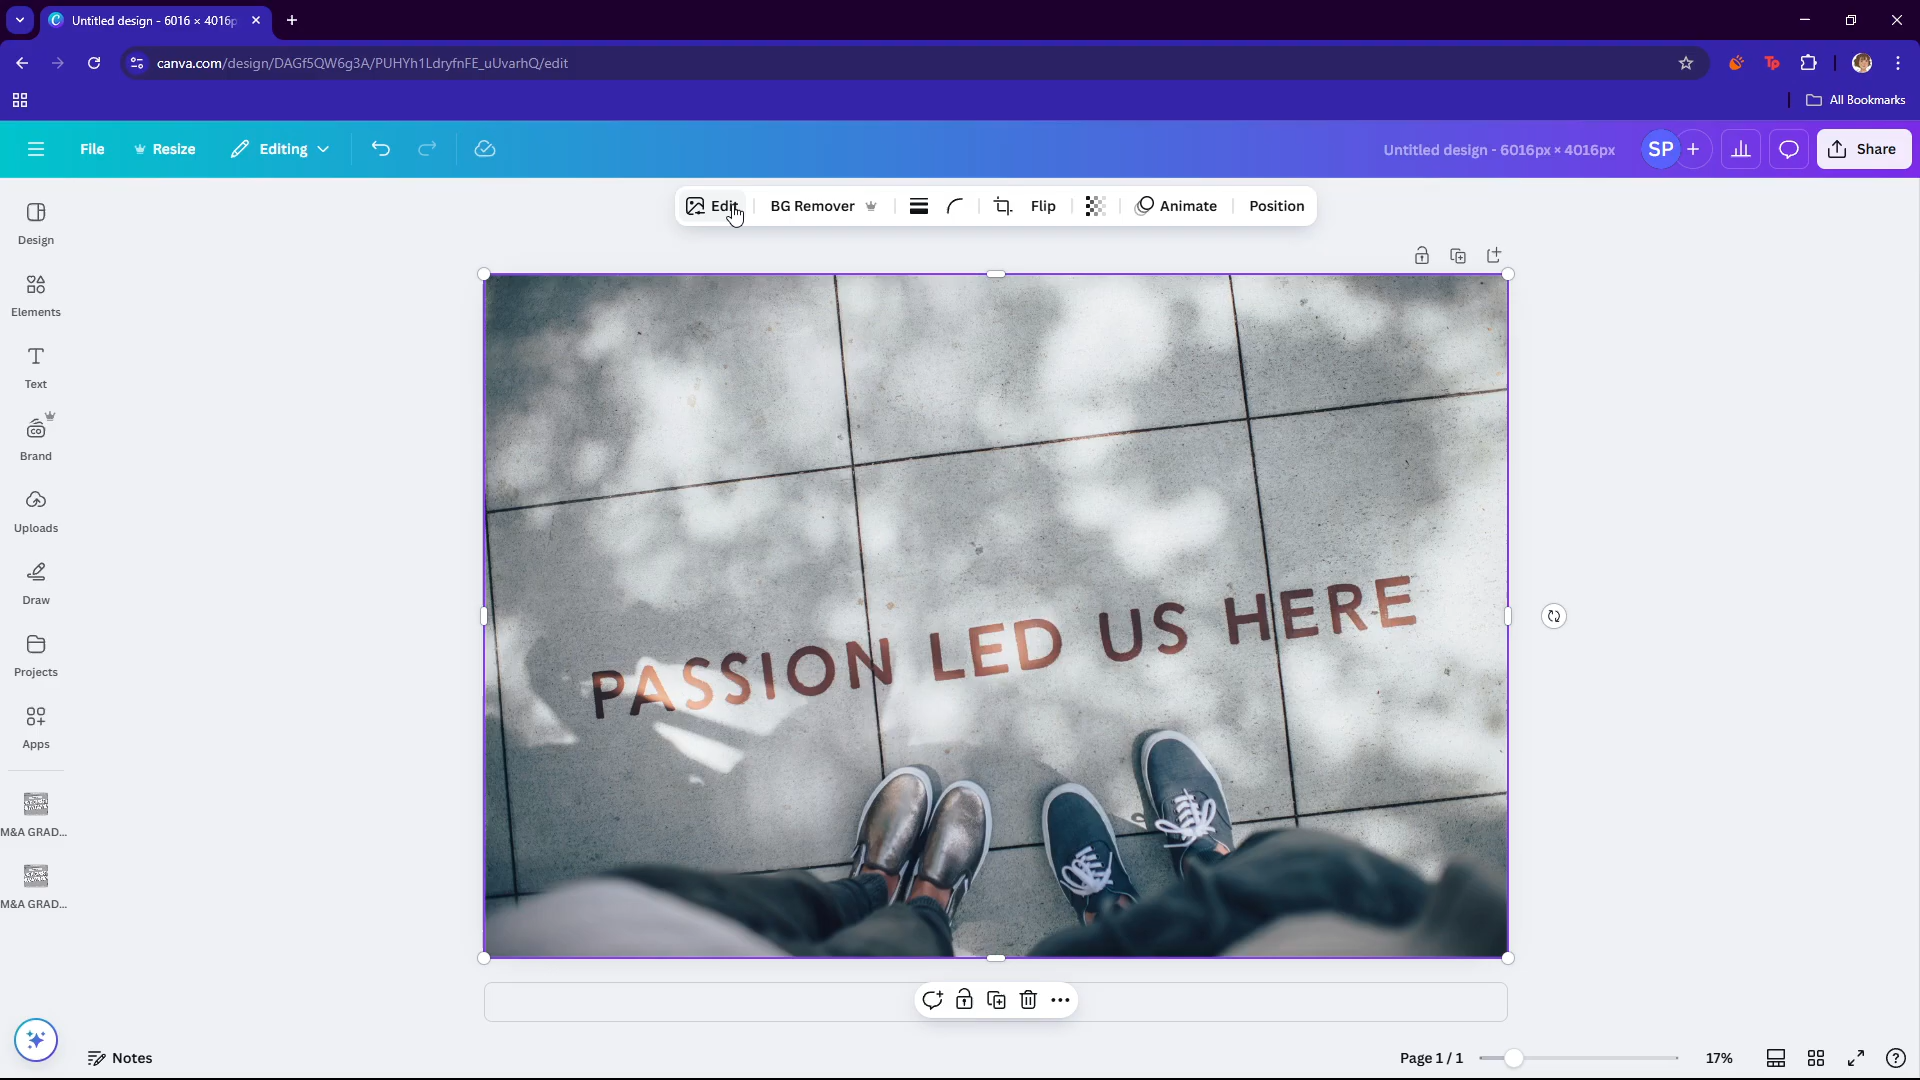 Untitled design - 6016 × 4016p
canva.com/design/DAGf5QW6g3A/PUHYh1LdryfnFE_uUvarhQ/edit
All Bookmarks
File
Resize
Editing
Untitled design - 6016px × 4016px
SP
Share
Edit
BG Remover
Flip
Animate
Position
Design
Elements
Text
Brand
Uploads
Draw
Projects
Apps
M&A GRAD...
M&A GRAD...
PASSION LED US HERE
Notes
Page 1 / 1
17%